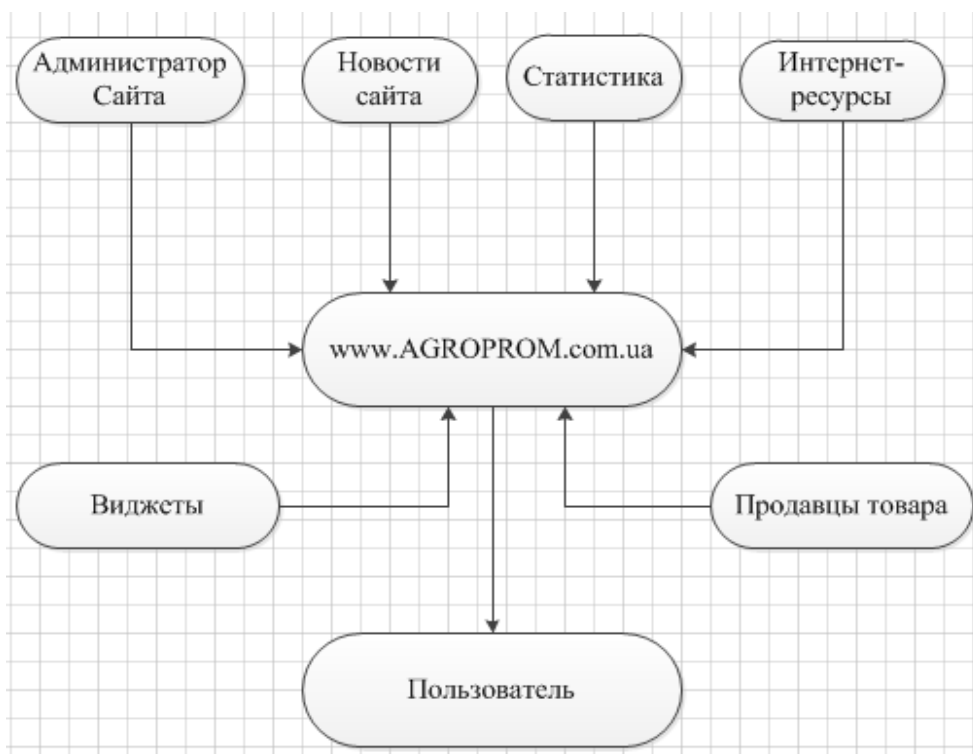 Администратор
Сайта
Новости
сайта
Статистика
Интернет-
ресурсы
www.AGROPROM.com.ua
Виджеты
Продавцы товара
Пользователь